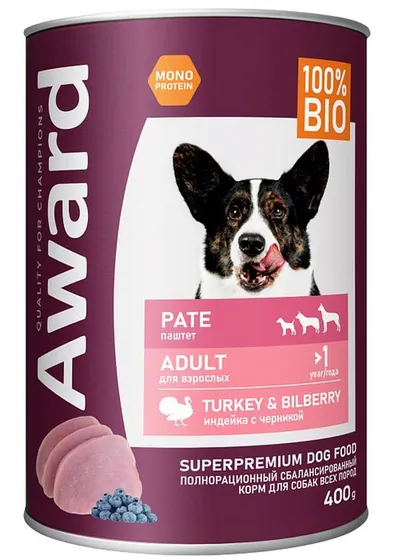 Award
QUALITY FOR CHAMPIONS
MONO
PROTEIN
100%
BIO
PATE
паштет
ADULT
для взрослых
>1
year/года
TURKEY & BILBERRY
индейка с черникой
SUPERPREMIUM DOG FOOD
ПОЛНОРАЦИОННЫЙ СБАЛАНСИРОВАННЫЙ
КОРМ ДЛЯ СОБАК ВСЕХ ПОРОД
400g